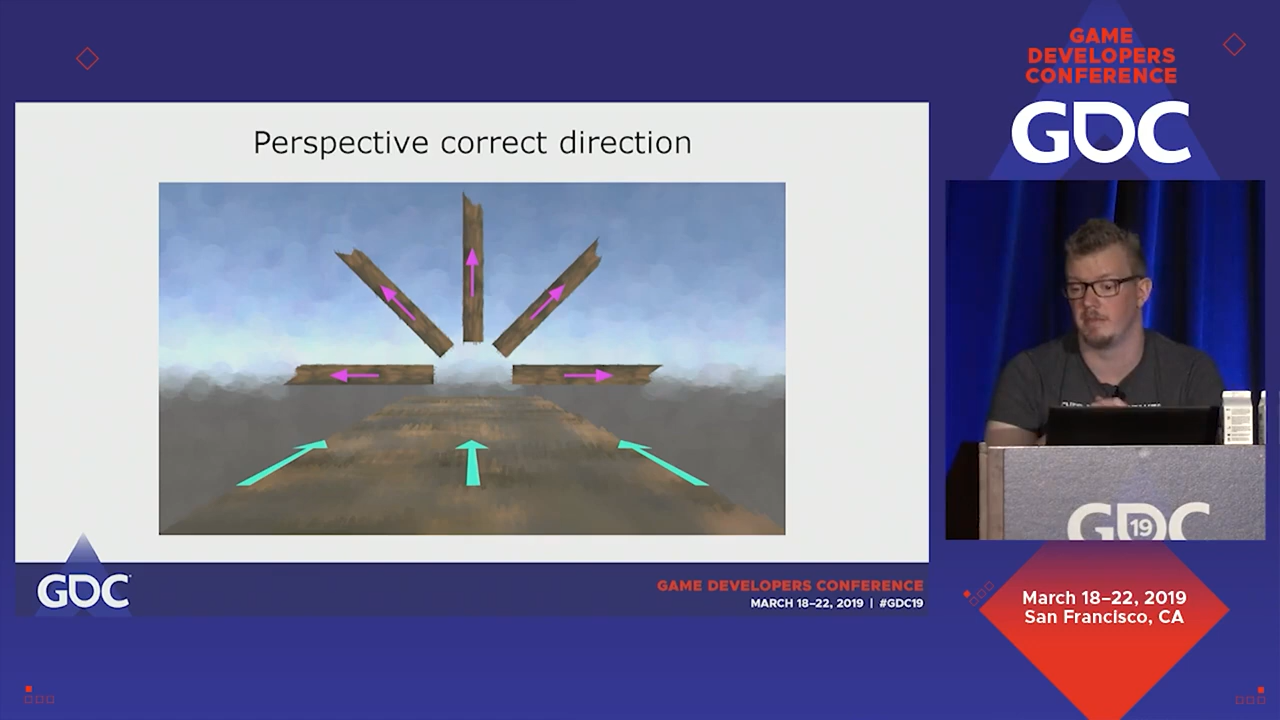 GAME
DEVELOPERS
CONFERENCE
GDC
Perspective correct direction
GDC
GAME DEVELOPERS CONFERENCE
MARCH 18–22, 2019 | #GDC19
GDC
19
March 18–22, 2019
San Francisco, CA